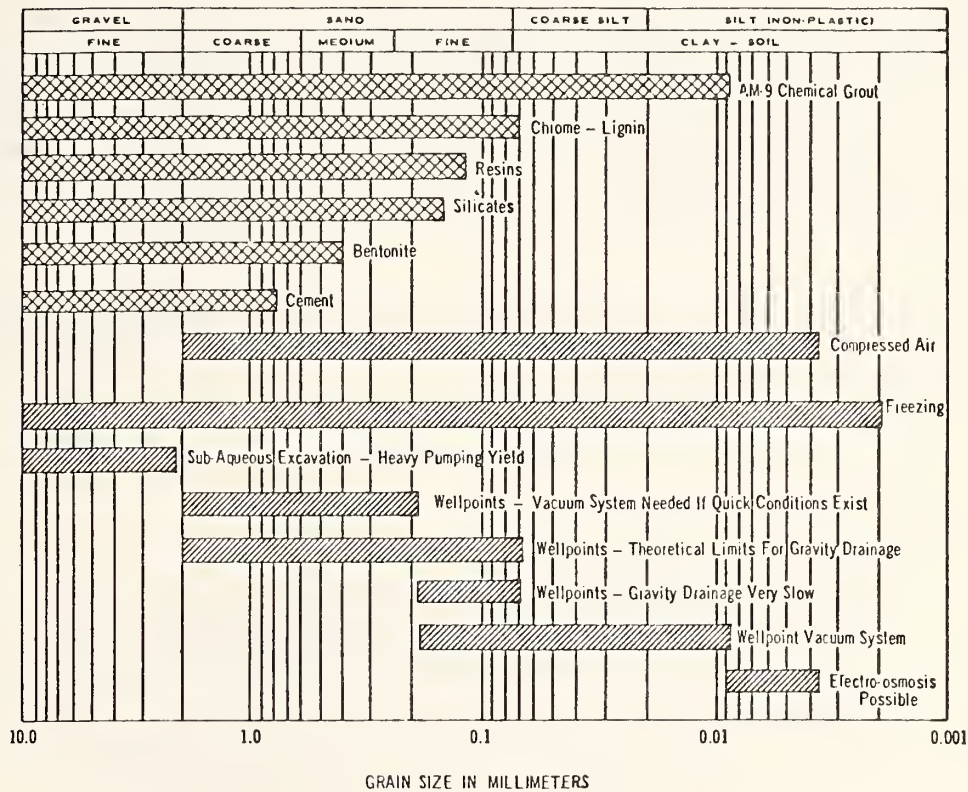 GRAVEL SAND COARSE SILT SILT (NON-PLASTIC)
FINE COARSE MEDIUM FINE CLAY – SOIL
AM-9 Chemical Grout
Chrome – Lignin
Resins
Silicates
Bentonite
Cement
Compressed Air
Freezing
Sub-Aqueous Excavation – Heavy Pumping Yield
Wellpoints – Vacuum System Needed If Quick Conditions Exist
Wellpoints – Theoretical Limits For Gravity Drainage
Wellpoints – Gravity Drainage Very Slow
Wellpoint Vacuum System
Electro-osmosis
Possible
10.0 1.0 0.1 0.01 0.001
GRAIN SIZE IN MILLIMETERS